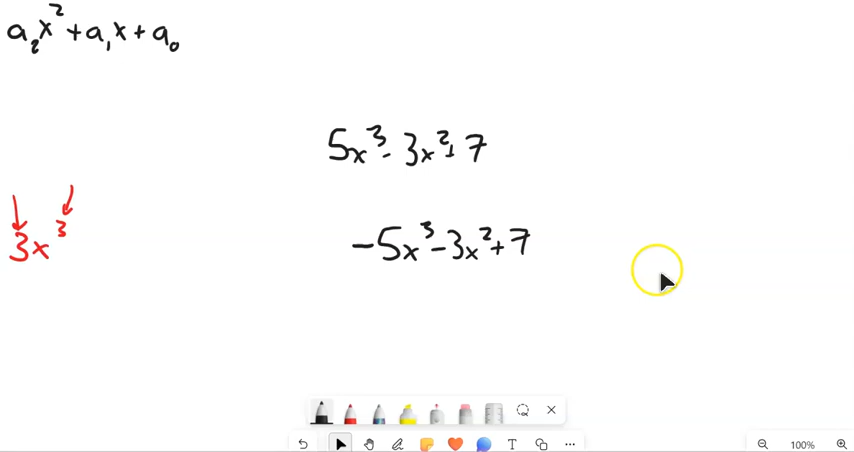 a₂x² + a₁x + a₀
5x³ - 3x² + 7
3x³
-5x³ - 3x² + 7
100%